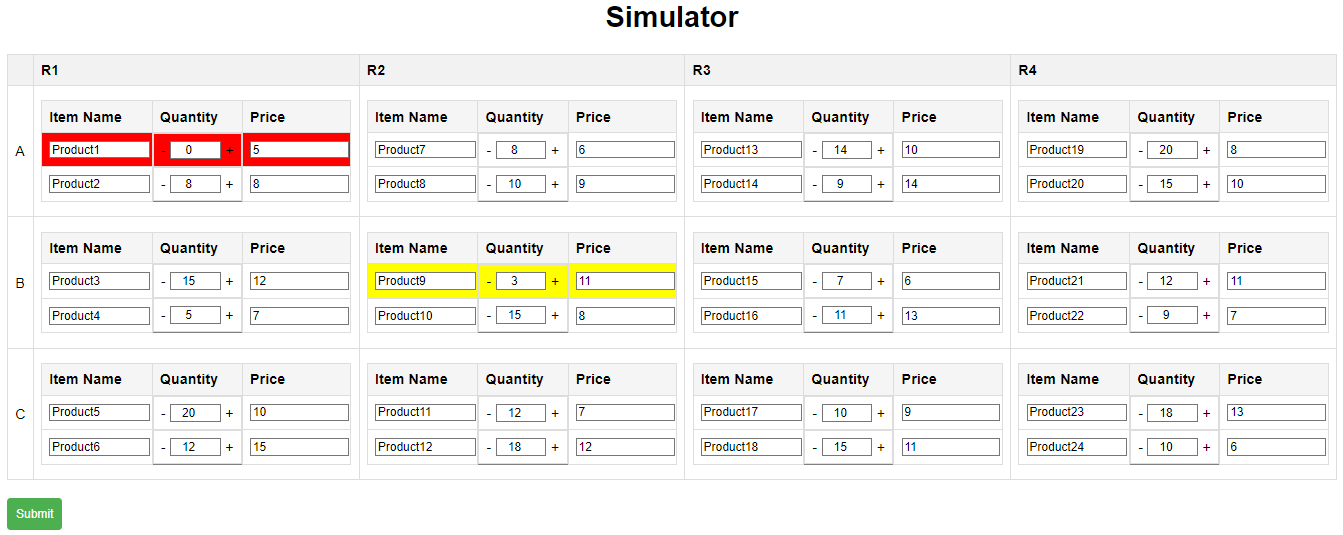 Simulator
R1 R2 R3 R4
Item Name Quantity Price Item Name Quantity Price Item Name Quantity Price Item Name Quantity Price
A Product1 - 0 + 5 Product7 - 8 + 6 Product13 - 14 + 10 Product19 - 20 + 8
Product2 - 8 + 8 Product8 - 10 + 9 Product14 - 9 + 14 Product20 - 15 + 10
Item Name Quantity Price Item Name Quantity Price Item Name Quantity Price Item Name Quantity Price
B Product3 - 15 + 12 Product9 - 3 + 11 Product15 - 7 + 6 Product21 - 12 + 11
Product4 - 5 + 7 Product10 - 15 + 8 Product16 - 11 + 13 Product22 - 9 + 7
Item Name Quantity Price Item Name Quantity Price Item Name Quantity Price Item Name Quantity Price
C Product5 - 20 + 10 Product11 - 12 + 7 Product17 - 10 + 9 Product23 - 18 + 13
Product6 - 12 + 15 Product12 - 18 + 12 Product18 - 15 + 11 Product24 - 10 + 6
Submit